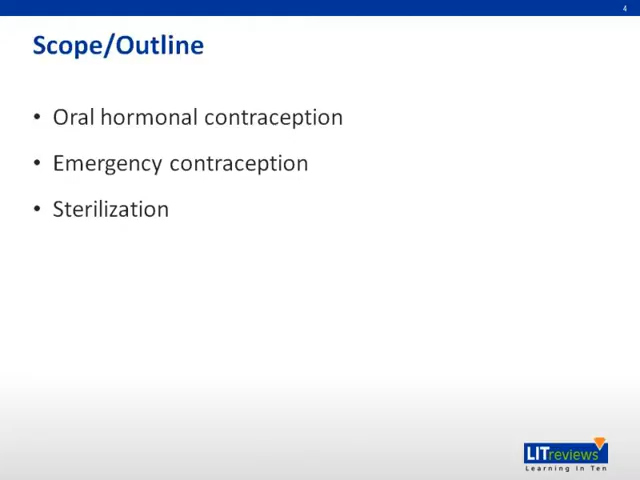 4
Scope/Outline
• Oral hormonal contraception
• Emergency contraception
• Sterilization
LITreviews
Learning In Ten